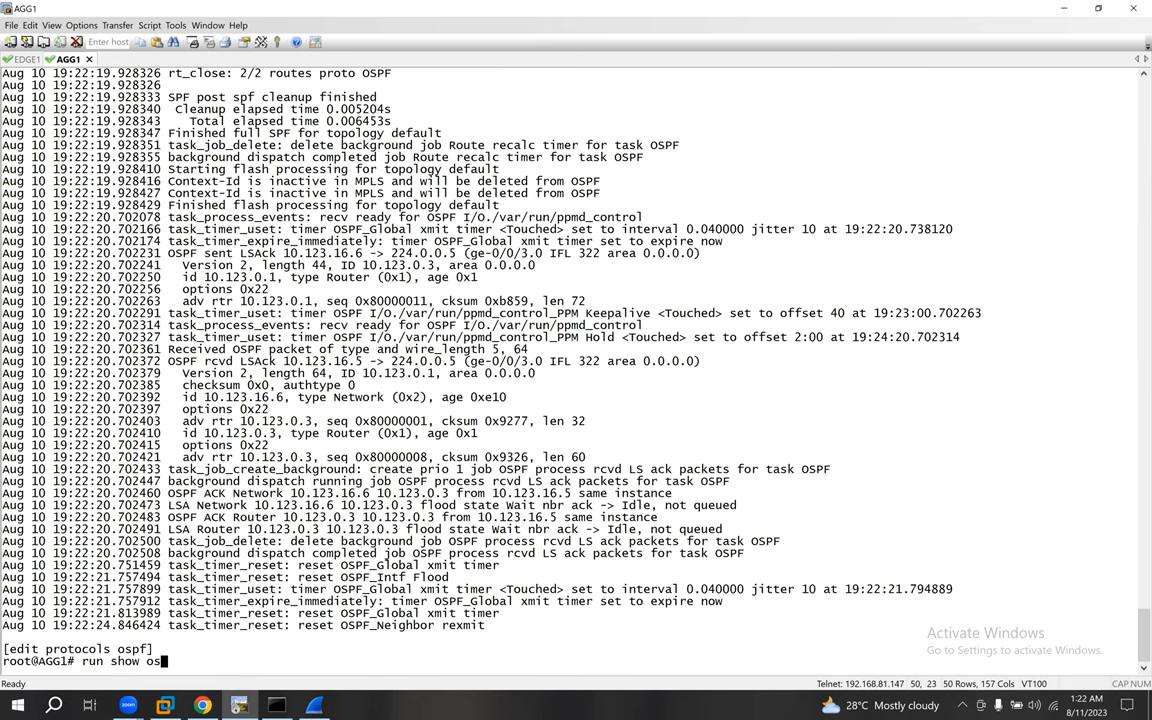 AGG1
File Edit View Options Transfer Script Tools Window Help
Enter host
EDGE1 AGG1
Aug 10 19:22:19.928326 rt_close: 2/2 routes proto OSPF
Aug 10 19:22:19.928326
Aug 10 19:22:19.928333 SPF post spf cleanup finished
Aug 10 19:22:19.928340  Cleanup elapsed time 0.005204s
Aug 10 19:22:19.928343    Total elapsed time 0.006453s
Aug 10 19:22:19.928347 Finished full SPF for topology default
Aug 10 19:22:19.928351 task_job_delete: delete background job Route recalc timer for task OSPF
Aug 10 19:22:19.928355 background dispatch completed job Route recalc timer for task OSPF
Aug 10 19:22:19.928410 Starting flash processing for topology default
Aug 10 19:22:19.928416 Context-Id is inactive in MPLS and will be deleted from OSPF
Aug 10 19:22:19.928427 Context-Id is inactive in MPLS and will be deleted from OSPF
Aug 10 19:22:19.928429 Finished flash processing for topology default
Aug 10 19:22:20.702078 task_process_events: recv ready for OSPF I/O./var/run/ppmd_control
Aug 10 19:22:20.702166 task_timer_uset: timer OSPF_Global xmit timer <Touched> set to interval 0.040000 jitter 10 at 19:22:20.738120
Aug 10 19:22:20.702174 task_timer_expire_immediately: timer OSPF_Global xmit timer set to expire now
Aug 10 19:22:20.702231 OSPF sent LSAck 10.123.16.6 -> 224.0.0.5 (ge-0/0/3.0 IFL 322 area 0.0.0.0)
Aug 10 19:22:20.702241   Version 2, length 44, ID 10.123.0.3, area 0.0.0.0
Aug 10 19:22:20.702250   id 10.123.0.1, type Router (0x1), age 0x1
Aug 10 19:22:20.702256   options 0x22
Aug 10 19:22:20.702263   adv rtr 10.123.0.1, seq 0x80000011, cksum 0xb859, len 72
Aug 10 19:22:20.702291 task_timer_uset: timer OSPF I/O./var/run/ppmd_control_PPM Keepalive <Touched> set to offset 40 at 19:23:00.702263
Aug 10 19:22:20.702314 task_process_events: recv ready for OSPF I/O./var/run/ppmd_control
Aug 10 19:22:20.702327 task_timer_uset: timer OSPF I/O./var/run/ppmd_control_PPM Hold <Touched> set to offset 2:00 at 19:24:20.702314
Aug 10 19:22:20.702361 Received OSPF packet of type and wire_length 5, 64
Aug 10 19:22:20.702372 OSPF rcvd LSAck 10.123.16.5 -> 224.0.0.5 (ge-0/0/3.0 IFL 322 area 0.0.0.0)
Aug 10 19:22:20.702379   Version 2, length 64, ID 10.123.0.1, area 0.0.0.0
Aug 10 19:22:20.702385   checksum 0x0, authtype 0
Aug 10 19:22:20.702392   id 10.123.16.6, type Network (0x2), age 0xe10
Aug 10 19:22:20.702397   options 0x22
Aug 10 19:22:20.702403   adv rtr 10.123.0.3, seq 0x80000001, cksum 0x9277, len 32
Aug 10 19:22:20.702410   id 10.123.0.3, type Router (0x1), age 0x1
Aug 10 19:22:20.702415   options 0x22
Aug 10 19:22:20.702421   adv rtr 10.123.0.3, seq 0x80000008, cksum 0x9326, len 60
Aug 10 19:22:20.702433 task_job_create_background: create prio 1 job OSPF process rcvd LS ack packets for task OSPF
Aug 10 19:22:20.702447 background dispatch running job OSPF process rcvd LS ack packets for task OSPF
Aug 10 19:22:20.702460 OSPF ACK Network 10.123.16.6 10.123.0.3 from 10.123.16.5 same instance
Aug 10 19:22:20.702473 LSA Network 10.123.16.6 10.123.0.3 flood state Wait nbr ack -> Idle, not queued
Aug 10 19:22:20.702483 OSPF ACK Router 10.123.0.3 10.123.0.3 from 10.123.16.5 same instance
Aug 10 19:22:20.702491 LSA Router 10.123.0.3 10.123.0.3 flood state Wait nbr ack -> Idle, not queued
Aug 10 19:22:20.702500 task_job_delete: delete background job OSPF process rcvd LS ack packets for task OSPF
Aug 10 19:22:20.702508 background dispatch completed job OSPF process rcvd LS ack packets for task OSPF
Aug 10 19:22:20.751459 task_timer_reset: reset OSPF_Global xmit timer
Aug 10 19:22:21.757494 task_timer_reset: reset OSPF_Intf Flood
Aug 10 19:22:21.757899 task_timer_uset: timer OSPF_Global xmit timer <Touched> set to interval 0.040000 jitter 10 at 19:22:21.794889
Aug 10 19:22:21.757912 task_timer_expire_immediately: timer OSPF_Global xmit timer set to expire now
Aug 10 19:22:21.813989 task_timer_reset: reset OSPF_Global xmit timer
Aug 10 19:22:24.846424 task_timer_reset: reset OSPF_Neighbor rexmit
[edit protocols ospf]
root@AGG1# run show os
Activate Windows
Go to Settings to activate Windows.
Ready Telnet: 192.168.81.147 50, 23 50 Rows, 157 Cols VT100 CAP NUM
zoom 28°C Mostly cloudy 1:22 AM
8/11/2023